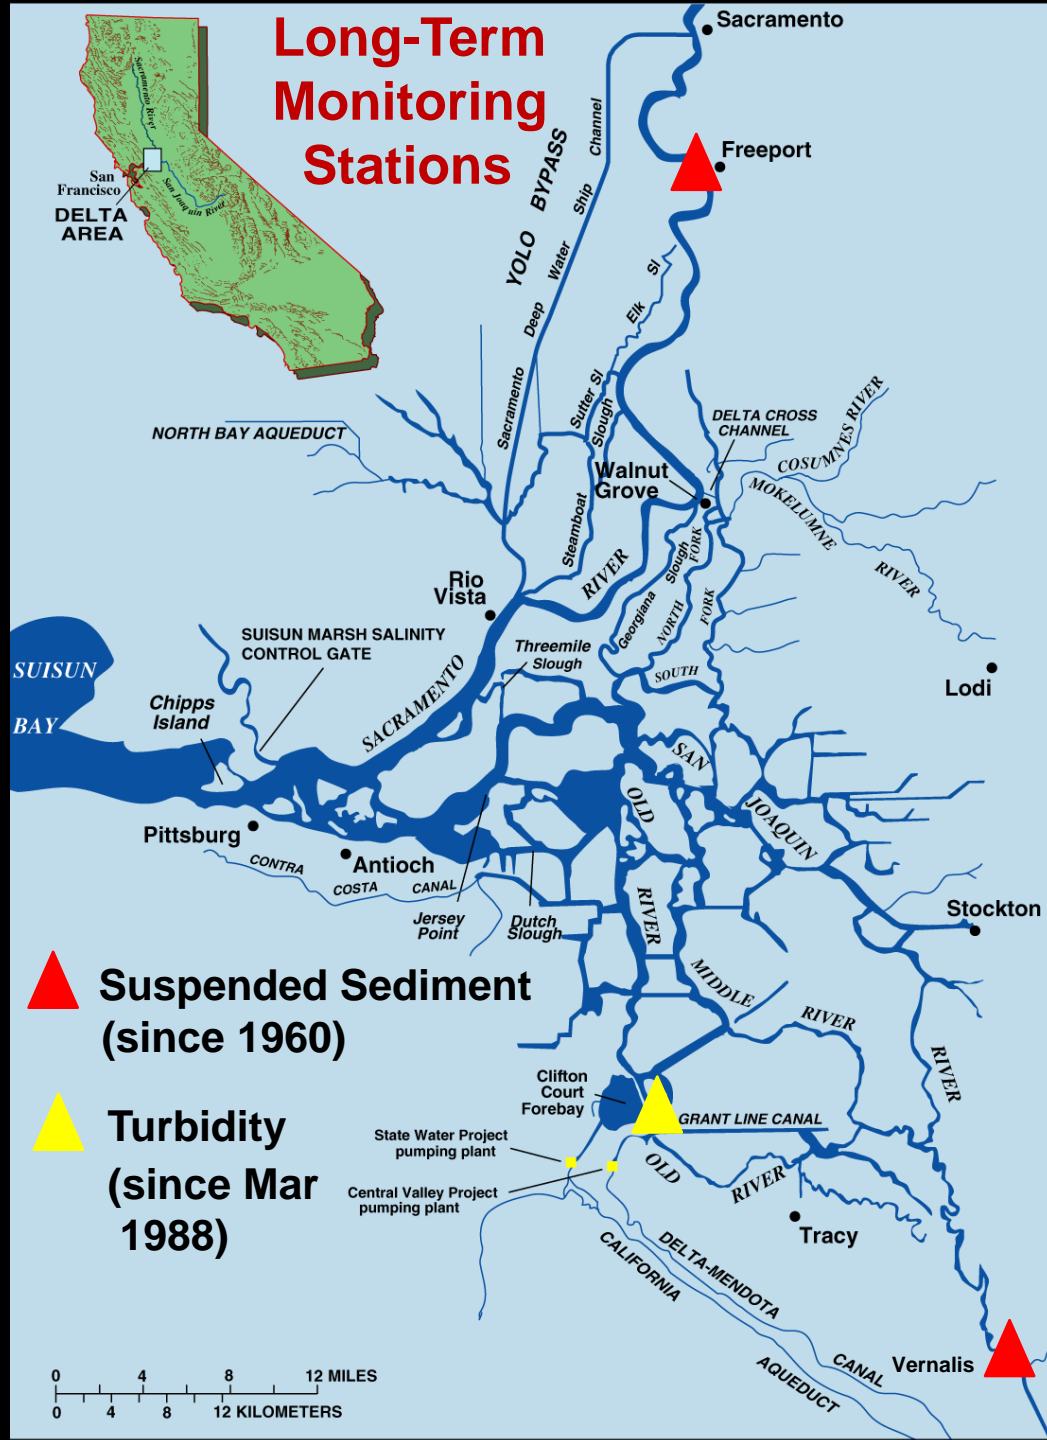 Long-Term
Monitoring
Stations
Sacramento
Freeport
Sacramento River
San Joaquin River
San
Francisco
DELTA
AREA
YOLO BYPASS
Sacramento Deep Water Ship Channel
Elk Sl
Sutter Sl
Steamboat Slough
NORTH BAY AQUEDUCT
DELTA CROSS
CHANNEL
COSUMNES RIVER
MOKELUMNE RIVER
Walnut
Grove
Georgiana Slough
NORTH FORK
SOUTH FORK
Rio
Vista
SACRAMENTO RIVER
Threemile
Slough
SUISUN MARSH SALINITY
CONTROL GATE
SUISUN
BAY
Chipps
Island
Lodi
SAN JOAQUIN RIVER
OLD RIVER
Pittsburg
Antioch
CONTRA COSTA CANAL
Jersey
Point
Dutch
Slough
Stockton
MIDDLE RIVER
Suspended Sediment
(since 1960)
Turbidity
(since Mar
1988)
Clifton
Court
Forebay
GRANT LINE CANAL
State Water Project
pumping plant
Central Valley Project
pumping plant
OLD RIVER
Tracy
DELTA-MENDOTA CANAL
CALIFORNIA AQUEDUCT
Vernalis
0 4 8 12 MILES
0 4 8 12 KILOMETERS